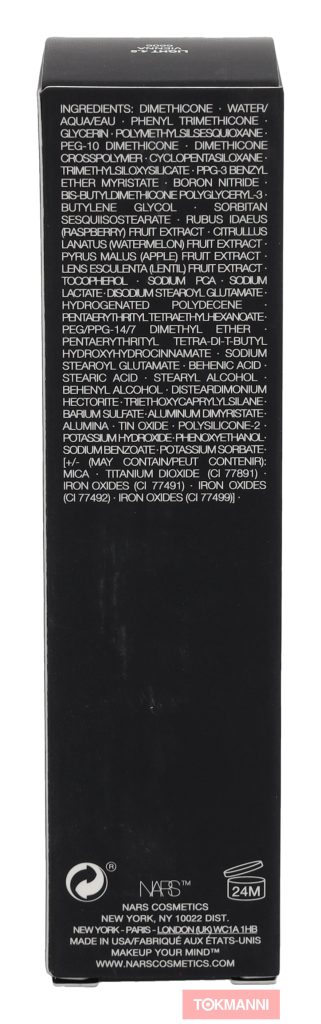 LIGHT 4.5
VIENNA
INGREDIENTS: DIMETHICONE · WATER/
AQUA/EAU · PHENYL TRIMETHICONE ·
GLYCERIN · POLYMETHYLSILSESQUIOXANE ·
PEG-10 DIMETHICONE · DIMETHICONE
CROSSPOLYMER · CYCLOPENTASILOXANE ·
TRIMETHYLSILOXYSILICATE · PPG-3 BENZYL
ETHER MYRISTATE · BORON NITRIDE ·
BIS-BUTYLDIMETHICONE POLYGLYCERYL-3 ·
BUTYLENE GLYCOL · SORBITAN
SESQUIISOSTEARATE · RUBUS IDAEUS
(RASPBERRY) FRUIT EXTRACT · CITRULLUS
LANATUS (WATERMELON) FRUIT EXTRACT ·
PYRUS MALUS (APPLE) FRUIT EXTRACT ·
LENS ESCULENTA (LENTIL) FRUIT EXTRACT ·
TOCOPHEROL · SODIUM PCA · SODIUM
LACTATE · DISODIUM STEAROYL GLUTAMATE ·
HYDROGENATED POLYDECENE ·
PENTAERYTHRITYL TETRAETHYLHEXANOATE ·
PEG/PPG-14/7 DIMETHYL ETHER ·
PENTAERYTHRITYL TETRA-DI-T-BUTYL
HYDROXYHYDROCINNAMATE · SODIUM
STEAROYL GLUTAMATE · BEHENIC ACID ·
STEARIC ACID · STEARYL ALCOHOL ·
BEHENYL ALCOHOL · DISTEARDIMONIUM
HECTORITE · TRIETHOXYCAPRYLYLSILANE ·
BARIUM SULFATE · ALUMINUM DIMYRISTATE ·
ALUMINA · TIN OXIDE · POLYSILICONE-2 ·
POTASSIUM HYDROXIDE · PHENOXYETHANOL ·
SODIUM BENZOATE · POTASSIUM SORBATE ·
[+/- (MAY CONTAIN/PEUT CONTENIR):
MICA · TITANIUM DIOXIDE (CI 77891) ·
IRON OXIDES (CI 77491) · IRON OXIDES
(CI 77492) · IRON OXIDES (CI 77499)] ·
®
NARS™
24M
NARS COSMETICS
NEW YORK, NY 10022 DIST.
NEW YORK - PARIS - LONDON (UK) WC1A 1HB
MADE IN USA/FABRIQUÉ AUX ÉTATS-UNIS
MAKEUP YOUR MIND™
WWW.NARSCOSMETICS.COM
TOKMANNI